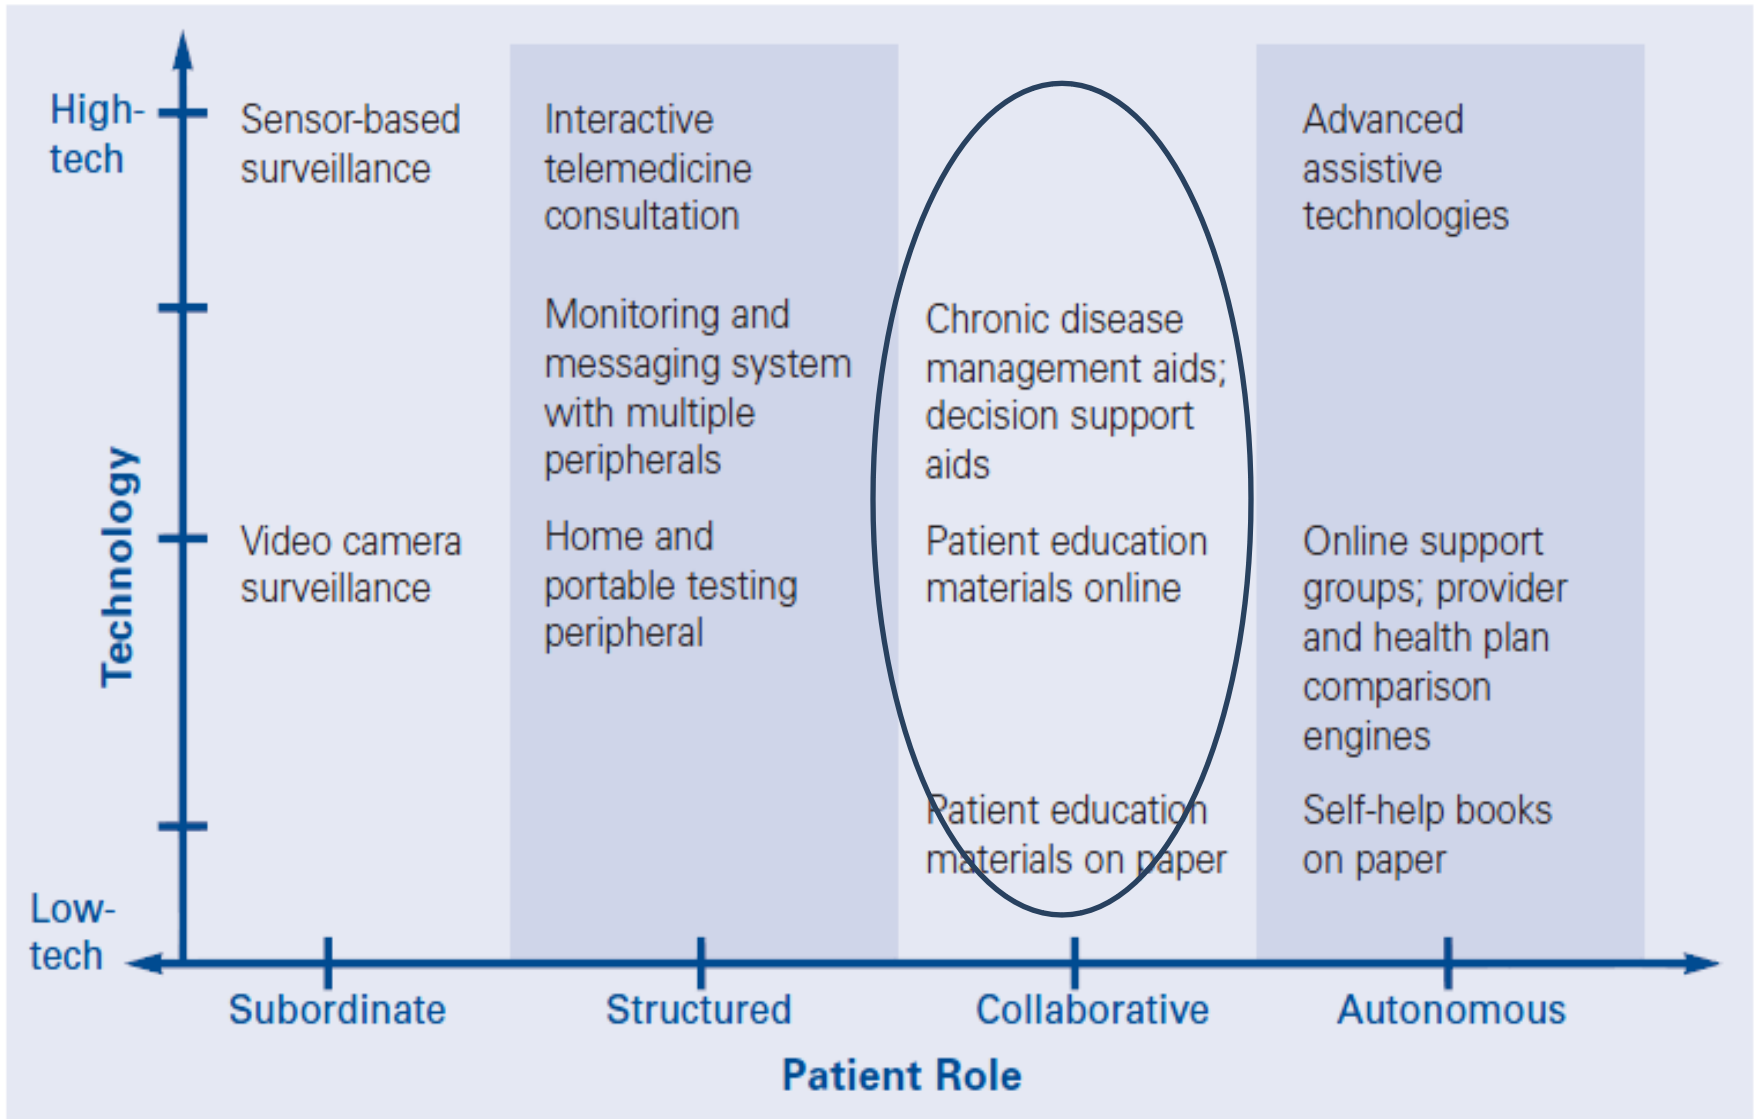 High-
tech
Sensor-based
surveillance
Interactive
telemedicine
consultation
Advanced
assistive
technologies
Monitoring and
messaging system
with multiple
peripherals
Chronic disease
management aids;
decision support
aids
Technology
Video camera
surveillance
Home and
portable testing
peripheral
Patient education
materials online
Online support
groups; provider
and health plan
comparison
engines
Patient education
materials on paper
Self-help books
on paper
Low-
tech
Subordinate
Structured
Collaborative
Autonomous
Patient Role